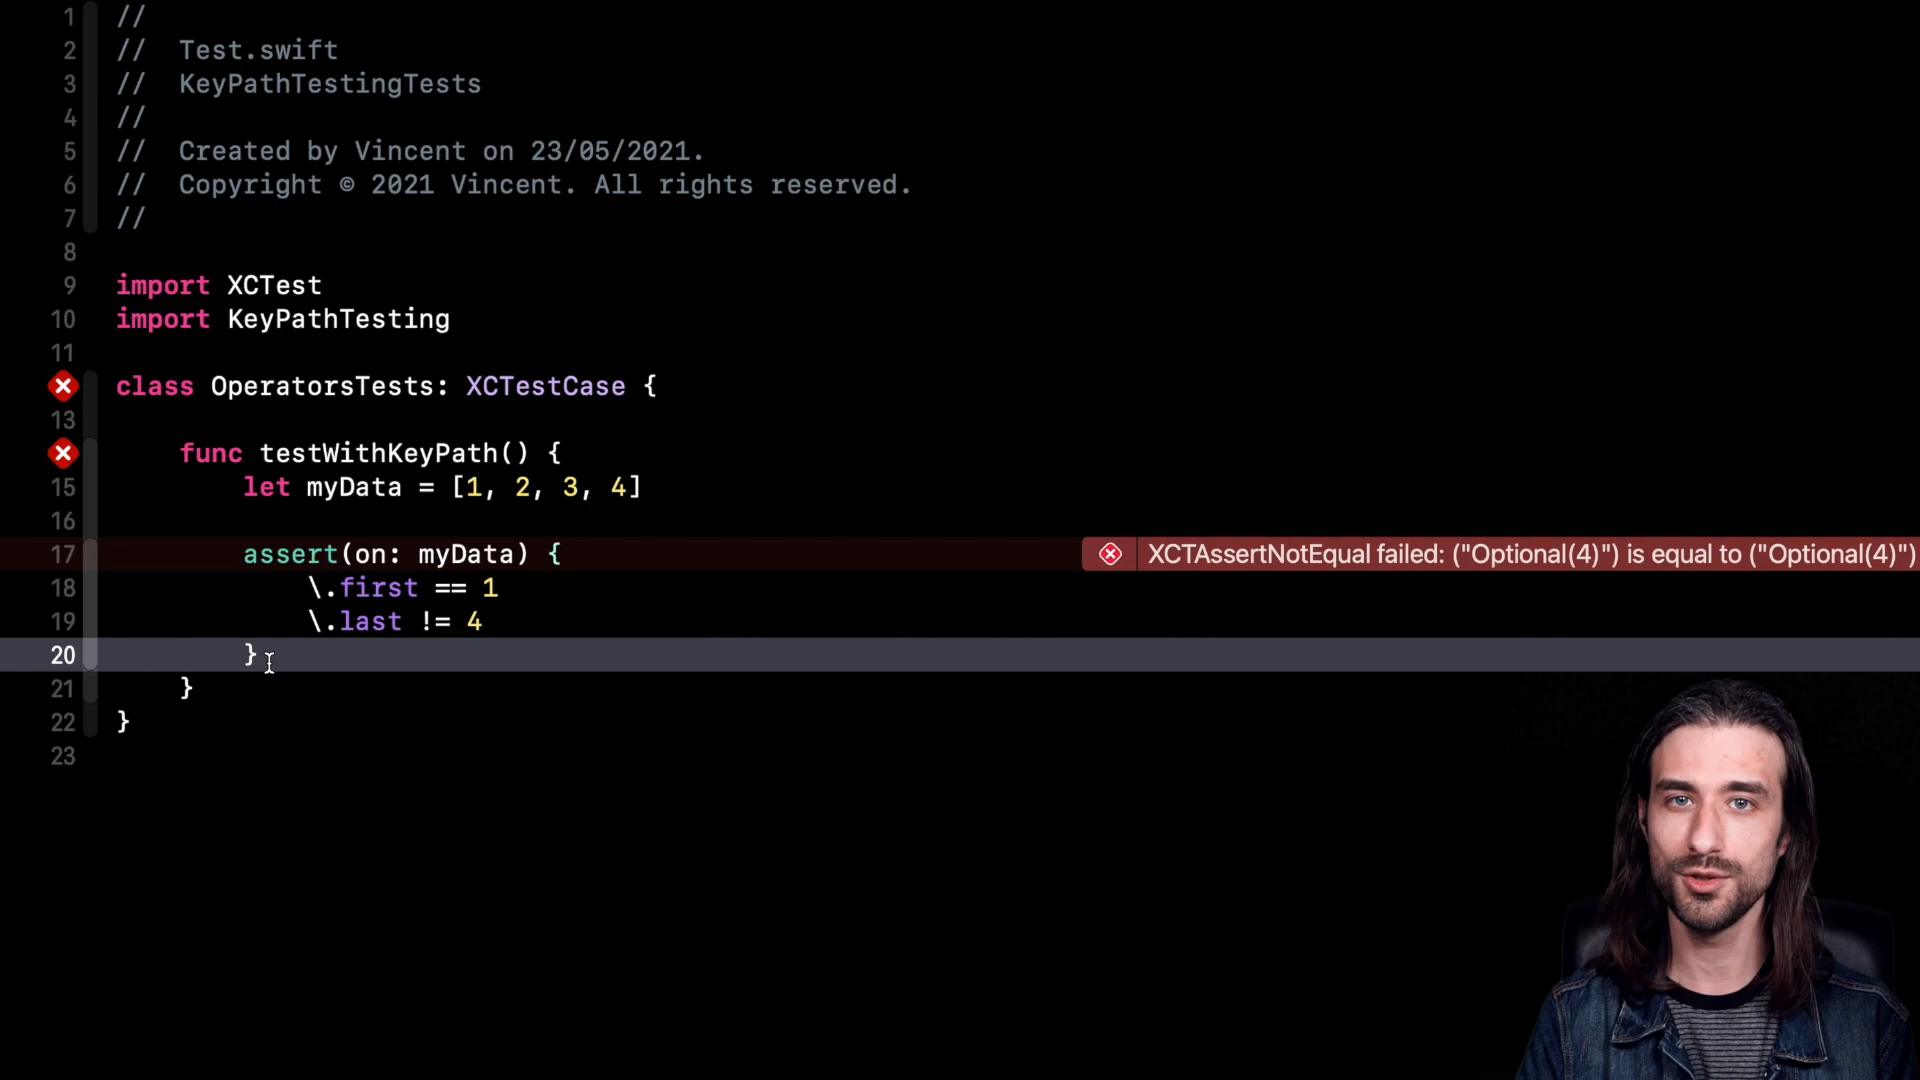 1 //
2 //  Test.swift
3 //  KeyPathTestingTests
4 //
5 //  Created by Vincent on 23/05/2021.
6 //  Copyright © 2021 Vincent. All rights reserved.
7 //
8
9 import XCTest
10 import KeyPathTesting
11
class OperatorsTests: XCTestCase {
13
func testWithKeyPath() {
15 let myData = [1, 2, 3, 4]
16
17 assert(on: myData) { XCTAssertNotEqual failed: ("Optional(4)") is equal to ("Optional(4)")
18 \.first == 1
19 \.last != 4
20 }
21 }
22 }
23